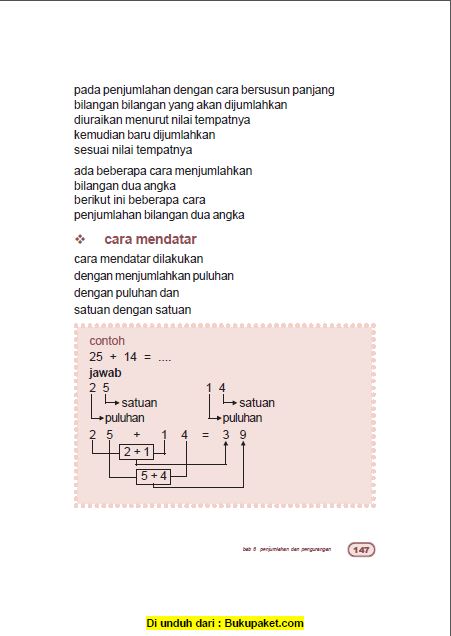 pada penjumlahan dengan cara bersusun panjang
bilangan bilangan yang akan dijumlahkan
diuraikan menurut nilai tempatnya
kemudian baru dijumlahkan
sesuai nilai tempatnya
ada beberapa cara menjumlahkan
bilangan dua angka
berikut ini beberapa cara
penjumlahan bilangan dua angka
❖ cara mendatar
cara mendatar dilakukan
dengan menjumlahkan puluhan
dengan puluhan dan
satuan dengan satuan
contoh
25 + 14 = ....
jawab
2 5 1 4
satuan satuan
puluhan puluhan
2 5 + 1 4 = 3 9
2 + 1
5 + 4
bab 6 penjumlahan dan pengurangan 147
Di unduh dari : Bukupaket.com